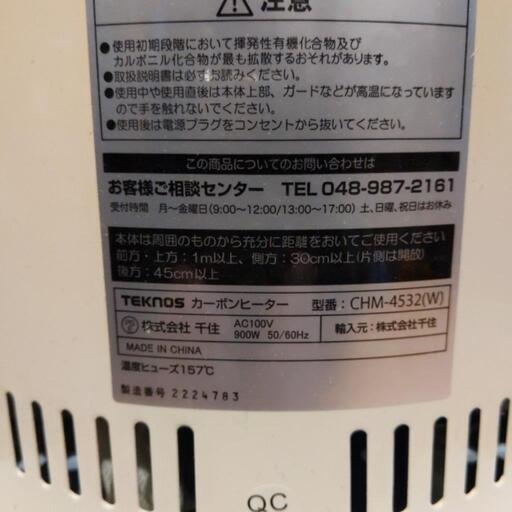 注意
●使用初期段階において揮発性有機化合物及び
カルボニル化合物が最も拡散するおそれがあります。
●取扱説明書は必ずお読みください。
●使用中や使用直後は本体上部、ガードなどが高温になっています
ので手を触れないでください。
●使用後は電源プラグをコンセントから抜いてください。
この商品についてのお問い合わせは
お客様ご相談センター TEL 048-987-2161
受付時間 月～金曜日(9:00～12:00/13:00～17:00) 土、日曜、祝日はお休み
本体は周囲のものから充分に距離をおいてご使用ください
前方・上方：1m以上、側方：30cm以上(片側は開放)
後方：45cm以上
TEKNOS カーボンヒーター 型番：CHM-4532(W)
株式会社 千住 AC100V 900W 50/60Hz 輸入元：株式会社千住
MADE IN CHINA
温度ヒューズ157℃
製造番号 2224783
QC